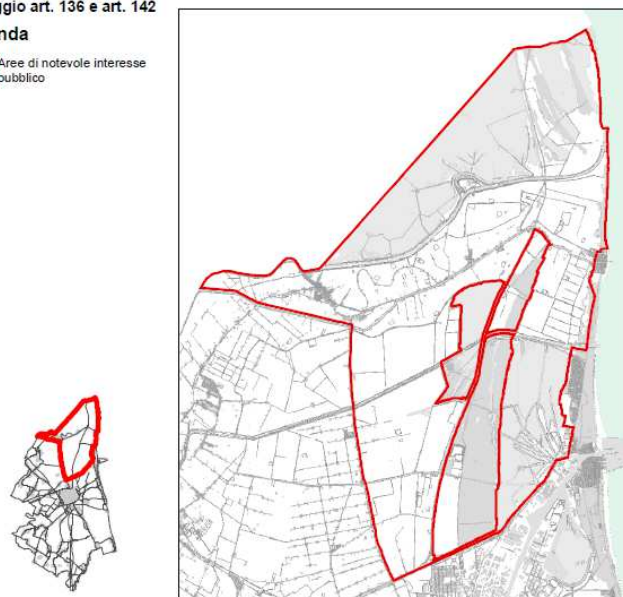 ggio art. 136 e art. 142
nda
Aree di notevole interesse
pubblico